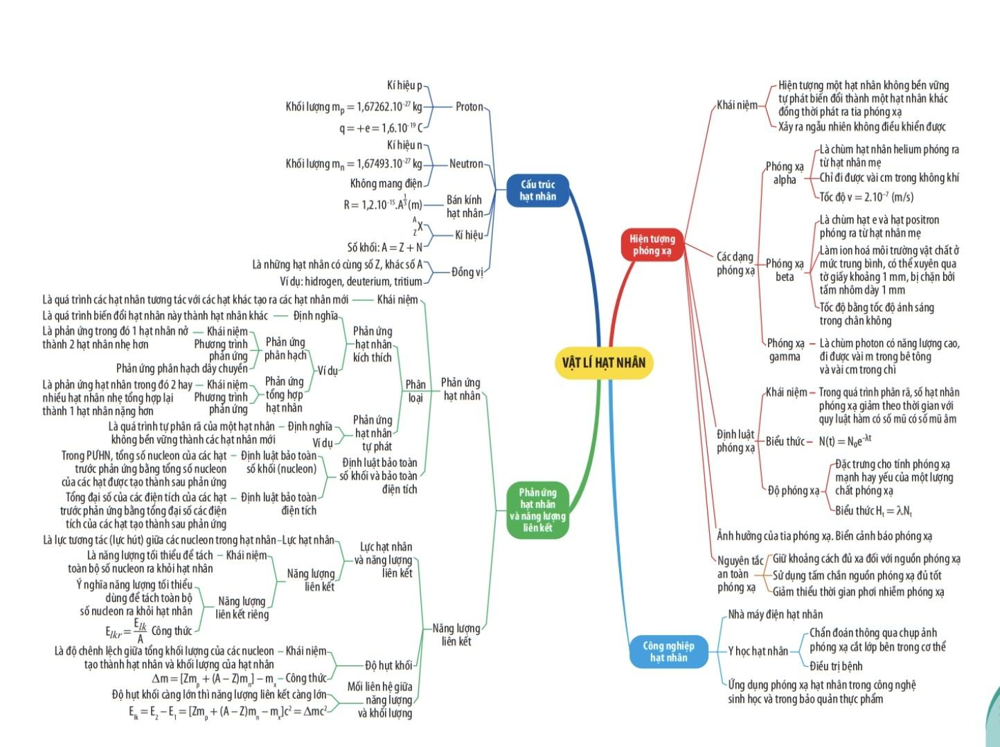 VẬT LÍ HẠT NHÂN
Cấu trúc
hạt nhân
Proton
Kí hiệu p
Khối lượng mp = 1,67262.10⁻²⁷ kg
q = +e = 1,6.10⁻¹⁹ C
Neutron
Kí hiệu n
Khối lượng mn = 1,67493.10⁻²⁷ kg
Không mang điện
Bán kính
hạt nhân
R = 1,2.10⁻¹⁵.A^(1/3) (m)
Kí hiệu
A
Z X
Số khối: A = Z + N
Đồng vị
Là những hạt nhân có cùng số Z, khác số A
Ví dụ: hidrogen, deuterium, tritium
Phản ứng
hạt nhân
và năng lượng
liên kết
Phản ứng
hạt nhân
Khái niệm
Là quá trình các hạt nhân tương tác với các hạt khác tạo ra các hạt nhân mới
Phân
loại
Phản ứng
hạt nhân
kích thích
Định nghĩa
Là quá trình biến đổi hạt nhân này thành hạt nhân khác
Ví dụ
Phản ứng
phân hạch
Khái niệm
Là phản ứng trong đó 1 hạt nhân nở
thành 2 hạt nhân nhẹ hơn
Phương trình
phản ứng
Phản ứng phân hạch dây chuyền
Phản ứng
tổng hợp
hạt nhân
Khái niệm
Là phản ứng hạt nhân trong đó 2 hay
nhiều hạt nhân nhẹ tổng hợp lại
thành 1 hạt nhân nặng hơn
Phương trình
phản ứng
Phản ứng
hạt nhân
tự phát
Định nghĩa
Là quá trình tự phân rã của một hạt nhân
không bền vững thành các hạt nhân mới
Ví dụ
Định luật bảo toàn
số khối và bảo toàn
điện tích
Định luật bảo toàn
số khối (nucleon)
Trong PƯHN, tổng số nucleon của các hạt
trước phản ứng bằng tổng số nucleon
của các hạt được tạo thành sau phản ứng
Định luật bảo toàn
điện tích
Tổng đại số của các điện tích của các hạt
trước phản ứng bằng tổng đại số các điện
tích của các hạt tạo thành sau phản ứng
Năng lượng
liên kết
Lực hạt nhân
và năng lượng
liên kết
Lực hạt nhân
Là lực tương tác (lực hút) giữa các nucleon trong hạt nhân
Năng lượng
liên kết
Khái niệm
Là năng lượng tối thiểu để tách
toàn bộ số nucleon ra khỏi hạt nhân
Năng lượng
liên kết riêng
Ý nghĩa năng lượng tối thiểu
dùng để tách toàn bộ
số nucleon ra khỏi hạt nhân
Elkr = Elk/A Công thức
Độ hụt khối
Khái niệm
Là độ chênh lệch giữa tổng khối lượng của các nucleon
tạo thành hạt nhân và khối lượng của hạt nhân
Công thức
Δm = [Zmp + (A – Z)mn] – mx
Mối liên hệ giữa
năng lượng
và khối lượng
Độ hụt khối càng lớn thì năng lượng liên kết càng lớn
Elk = E2 – E1 = [Zmp + (A – Z)mn – mx]c² = Δmc²
Hiện tượng
phóng xạ
Khái niệm
Hiện tượng một hạt nhân không bền vững
tự phát biến đổi thành một hạt nhân khác
đồng thời phát ra tia phóng xạ
Xảy ra ngẫu nhiên không điều khiển được
Các dạng
phóng xạ
Phóng xạ
alpha
Là chùm hạt nhân helium phóng ra
từ hạt nhân mẹ
Chỉ đi được vài cm trong không khí
Tốc độ v = 2.10⁻⁷ (m/s)
Phóng xạ
beta
Là chùm hạt e và hạt positron
phóng ra từ hạt nhân mẹ
Làm ion hoá môi trường vật chất ở
mức trung bình, có thể xuyên qua
tờ giấy khoảng 1 mm, bị chặn bởi
tấm nhôm dày 1 mm
Tốc độ bằng tốc độ ánh sáng
trong chân không
Phóng xạ
gamma
Là chùm photon có năng lượng cao,
đi được vài m trong bê tông
và vài cm trong chì
Định luật
phóng xạ
Khái niệm
Trong quá trình phân rã, số hạt nhân
phóng xạ giảm theo thời gian với
quy luật hàm có số mũ có số mũ âm
Biểu thức
N(t) = N₀e^(-λt)
Độ phóng xạ
Đặc trưng cho tính phóng xạ
mạnh hay yếu của một lượng
chất phóng xạ
Biểu thức Ht = λNt
Ảnh hưởng của tia phóng xạ. Biển cảnh báo phóng xạ
Nguyên tắc
an toàn
phóng xạ
Giữ khoảng cách đủ xa đối với nguồn phóng xạ
Sử dụng tấm chắn nguồn phóng xạ đủ tốt
Giảm thiểu thời gian phơi nhiễm phóng xạ
Công nghiệp
hạt nhân
Nhà máy điện hạt nhân
Y học hạt nhân
Chẩn đoán thông qua chụp ảnh
phóng xạ cắt lớp bên trong cơ thể
Điều trị bệnh
Ứng dụng phóng xạ hạt nhân trong công nghệ
sinh học và trong bảo quản thực phẩm